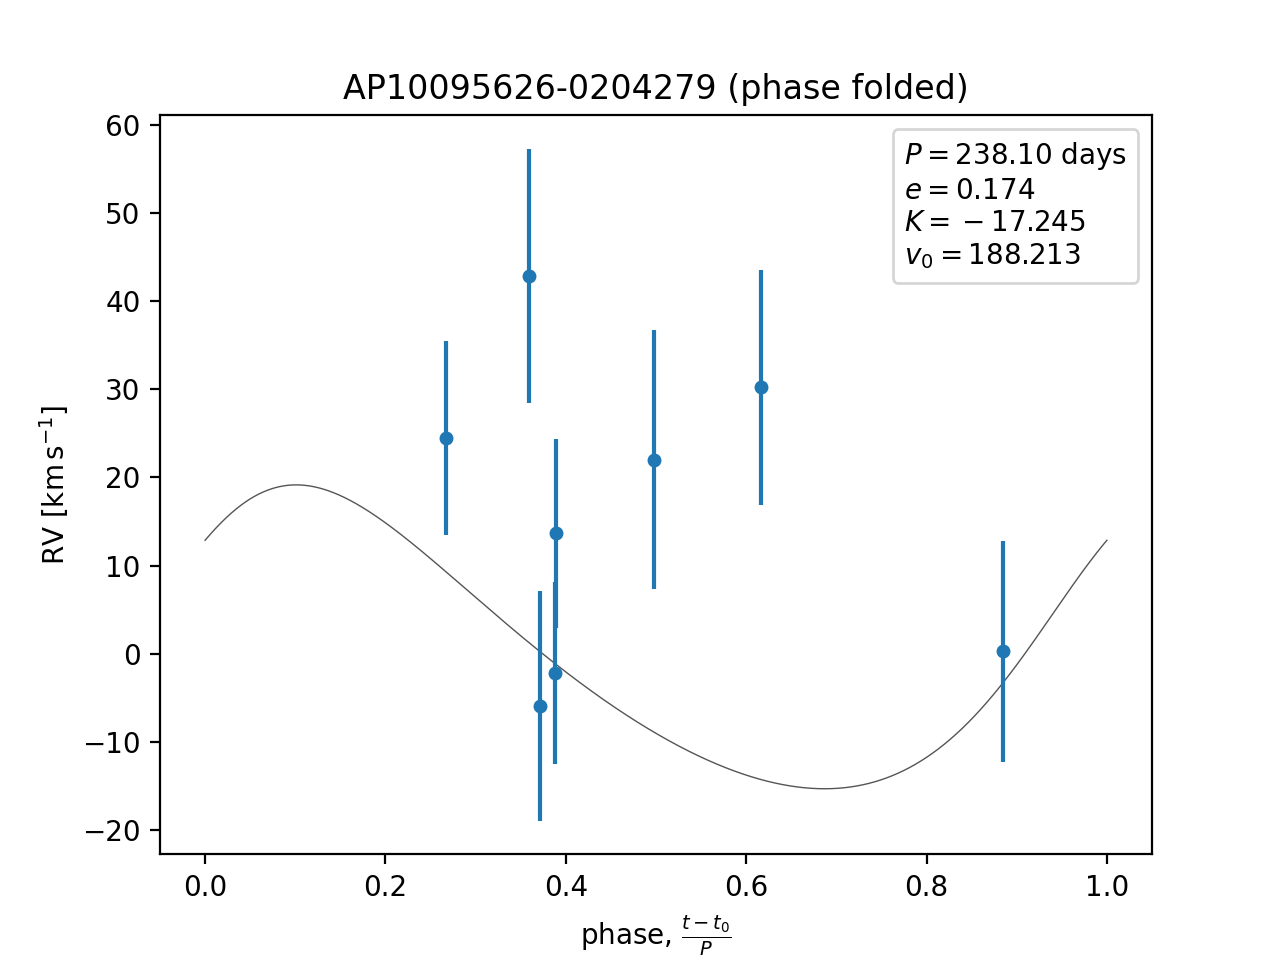 AP10095626-0204279 (phase folded)
P = 238.10 days
e = 0.174
K = −17.245
v₀ = 188.213
60
50
40
30
20
10
0
−10
−20
RV [km s⁻¹]
0.0 0.2 0.4 0.6 0.8 1.0
phase, (t − t₀)/P